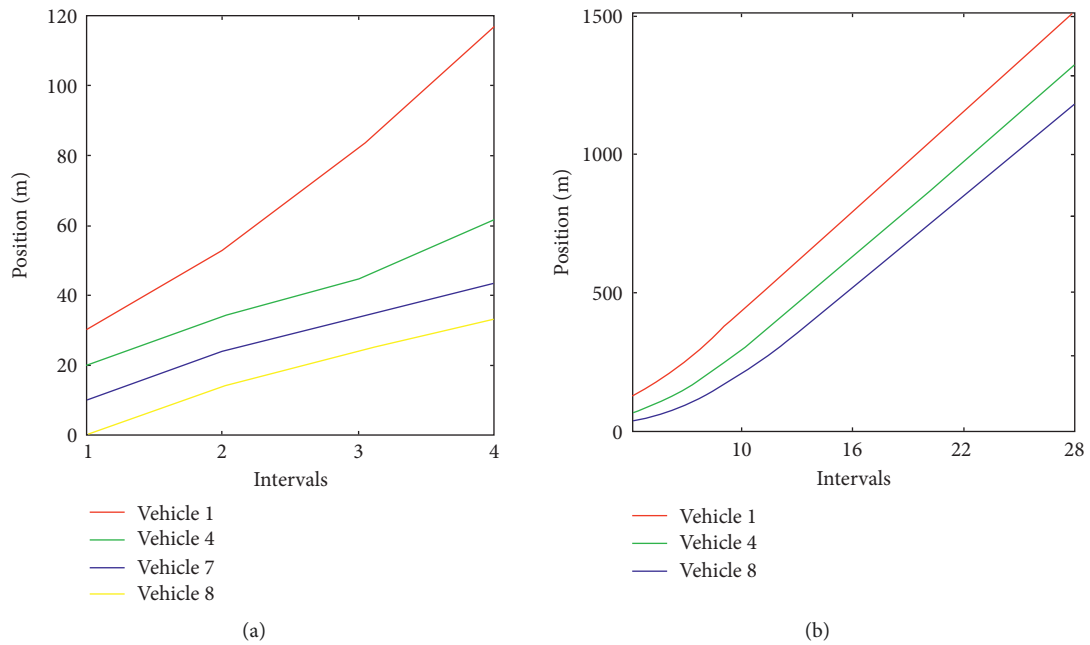 120
100
80
60
40
20
0
Position (m)
1 2 3 4
Intervals
Vehicle 1
Vehicle 4
Vehicle 7
Vehicle 8
(a)
1500
1000
500
0
Position (m)
10 16 22 28
Intervals
Vehicle 1
Vehicle 4
Vehicle 8
(b)